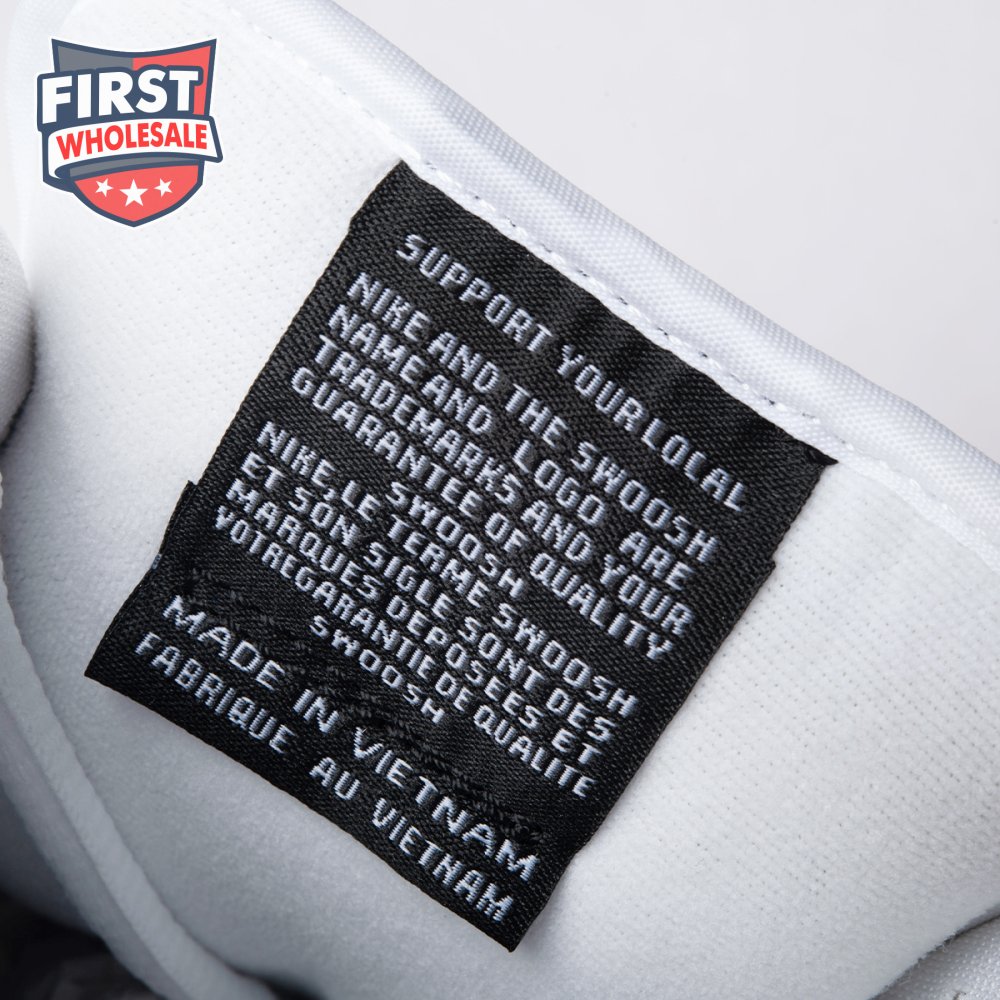 FIRST
WHOLESALE
SUPPORT YOUR LOLAL
NIKE AND THE SWOOSH
NAME AND LOGO ARE
TRADEMARKS AND YOUR
GUARANTEE OF QUALITY
SWOOSH
NIKE, LE TERME SWOOSH
ET SON SIGLE SONT DES
MARQUES DEPOSEES ET
VOTRE GARANTIE DE QUALITE
SWOOSH
MADE IN VIETNAM
FABRIQUE AU VIETNAM